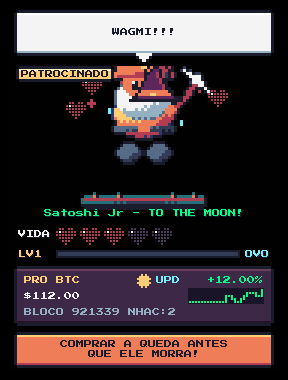 WAGMI!!!
PATROCINADO
Satoshi Jr - TO THE MOON!
VIDA
LV1 OVO
PRO BTC UPD +12.00%
$112.00
BLOCO 921339 NHAC:2
COMPRAR A QUEDA ANTES
QUE ELE MORRA!